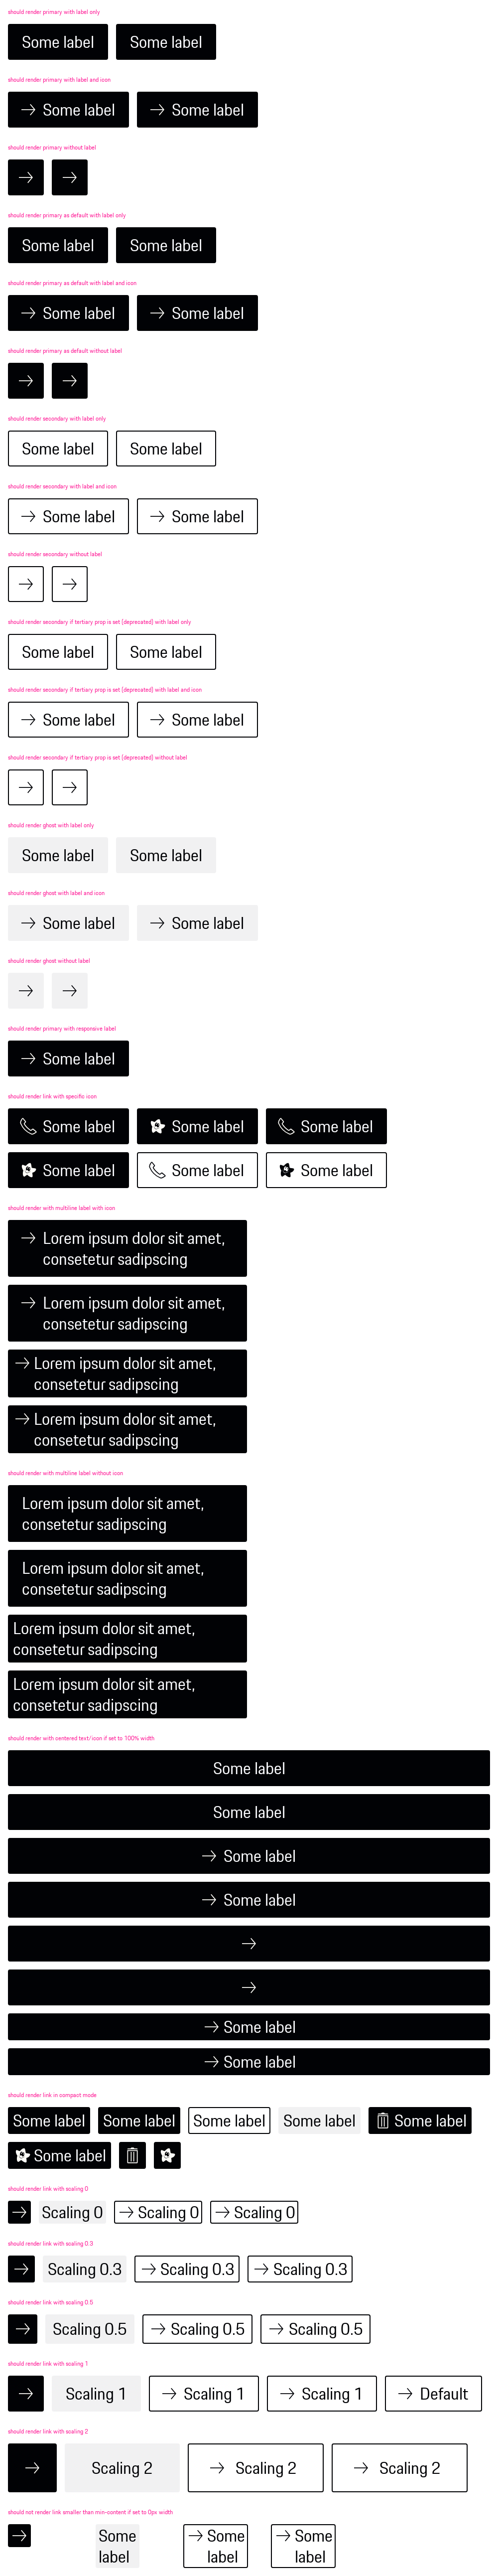 should render primary with label only
Some label Some label
should render primary with label and icon
Some label Some label
should render primary without label
should render primary as default with label only
Some label Some label
should render primary as default with label and icon
Some label Some label
should render primary as default without label
should render secondary with label only
Some label Some label
should render secondary with label and icon
Some label Some label
should render secondary without label
should render secondary if tertiary prop is set (deprecated) with label only
Some label Some label
should render secondary if tertiary prop is set (deprecated) with label and icon
Some label Some label
should render secondary if tertiary prop is set (deprecated) without label
should render ghost with label only
Some label Some label
should render ghost with label and icon
Some label Some label
should render ghost without label
should render primary with responsive label
Some label
should render link with specific icon
Some label Some label Some label
Some label Some label Some label
should render with multiline label with icon
Lorem ipsum dolor sit amet,
consetetur sadipscing
Lorem ipsum dolor sit amet,
consetetur sadipscing
Lorem ipsum dolor sit amet,
consetetur sadipscing
Lorem ipsum dolor sit amet,
consetetur sadipscing
should render with multiline label without icon
Lorem ipsum dolor sit amet,
consetetur sadipscing
Lorem ipsum dolor sit amet,
consetetur sadipscing
Lorem ipsum dolor sit amet,
consetetur sadipscing
Lorem ipsum dolor sit amet,
consetetur sadipscing
should render with centered text/icon if set to 100% width
Some label
Some label
Some label
Some label
Some label
Some label
should render link in compact mode
Some label Some label Some label Some label Some label
Some label
should render link with scaling 0
Scaling 0 Scaling 0 Scaling 0
should render link with scaling 0.3
Scaling 0.3 Scaling 0.3 Scaling 0.3
should render link with scaling 0.5
Scaling 0.5 Scaling 0.5 Scaling 0.5
should render link with scaling 1
Scaling 1 Scaling 1 Scaling 1 Default
should render link with scaling 2
Scaling 2 Scaling 2 Scaling 2
should not render link smaller than min-content if set to 0px width
Some Some Some
label label label